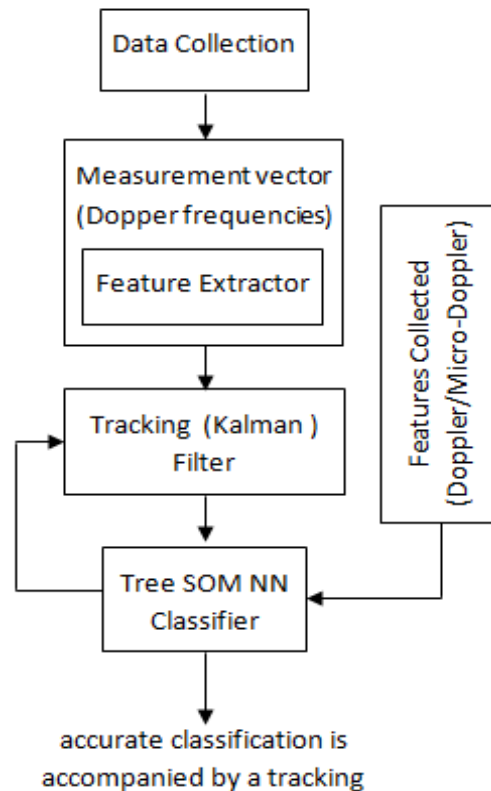 Data Collection
Measurement vector
(Dopper frequencies)
Feature Extractor
Features Collected
(Doppler/Micro-Doppler)
Tracking (Kalman )
Filter
Tree SOM NN
Classifier
accurate classification is
accompanied by a tracking